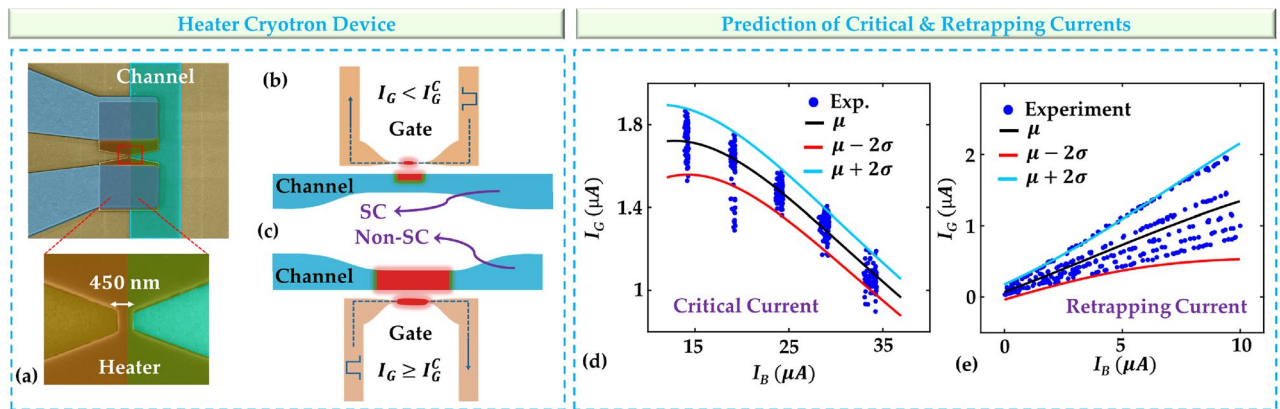 Heater Cryotron Device
Prediction of Critical & Retrapping Currents
Channel
450 nm
Heater
(a)
(b)
I_G < I_G^C
Gate
Channel
SC
Non-SC
(c)
Channel
Gate
I_G ≥ I_G^C
I_G (μA)
1.8
1.4
1
Exp.
μ
μ − 2σ
μ + 2σ
Critical Current
15
25
35
(d)
I_B (μA)
I_G (μA)
2
1
0
Experiment
μ
μ − 2σ
μ + 2σ
Retrapping Current
0
5
10
(e)
I_B (μA)